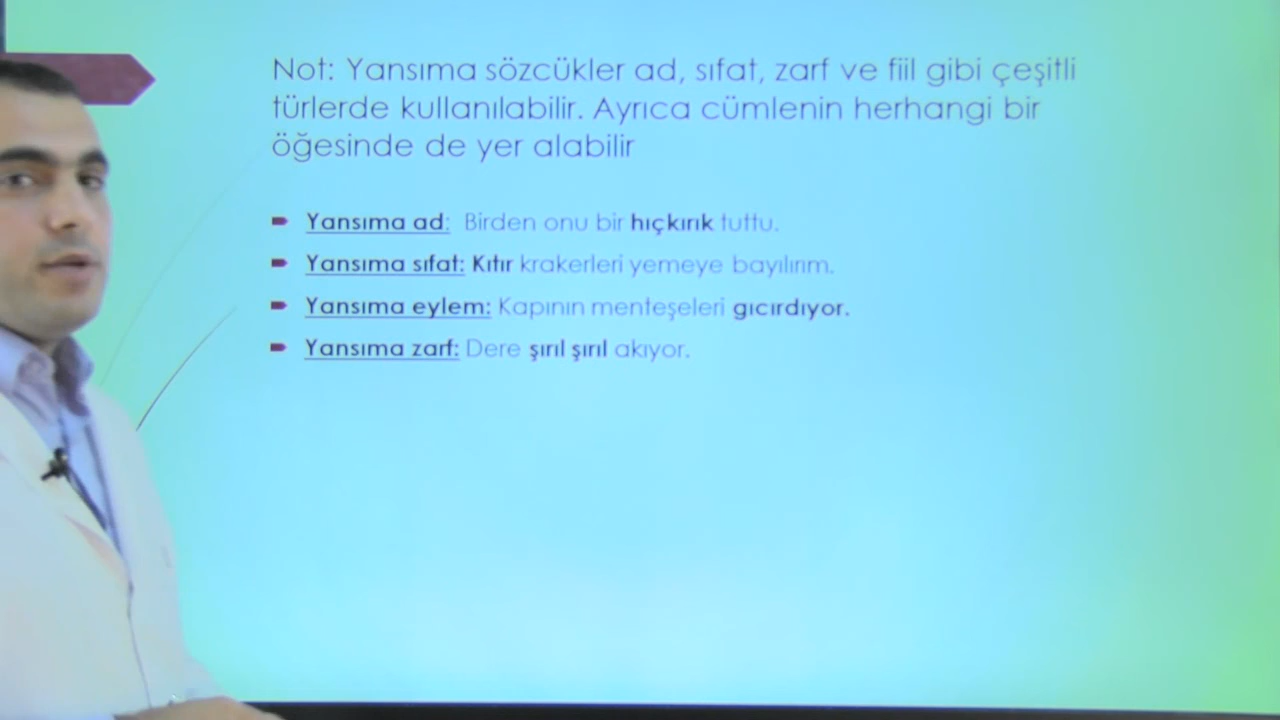 Not: Yansıma sözcükler ad, sıfat, zarf ve fiil gibi çeşitli
türlerde kullanılabilir. Ayrıca cümlenin herhangi bir
öğesinde de yer alabilir
Yansıma ad: Birden onu bir hıçkırık tuttu.
Yansıma sıfat: Kıtır krakerleri yemeye bayılırım.
Yansıma eylem: Kapının menteşeleri gıcırdıyor.
Yansıma zarf: Dere şırıl şırıl akıyor.